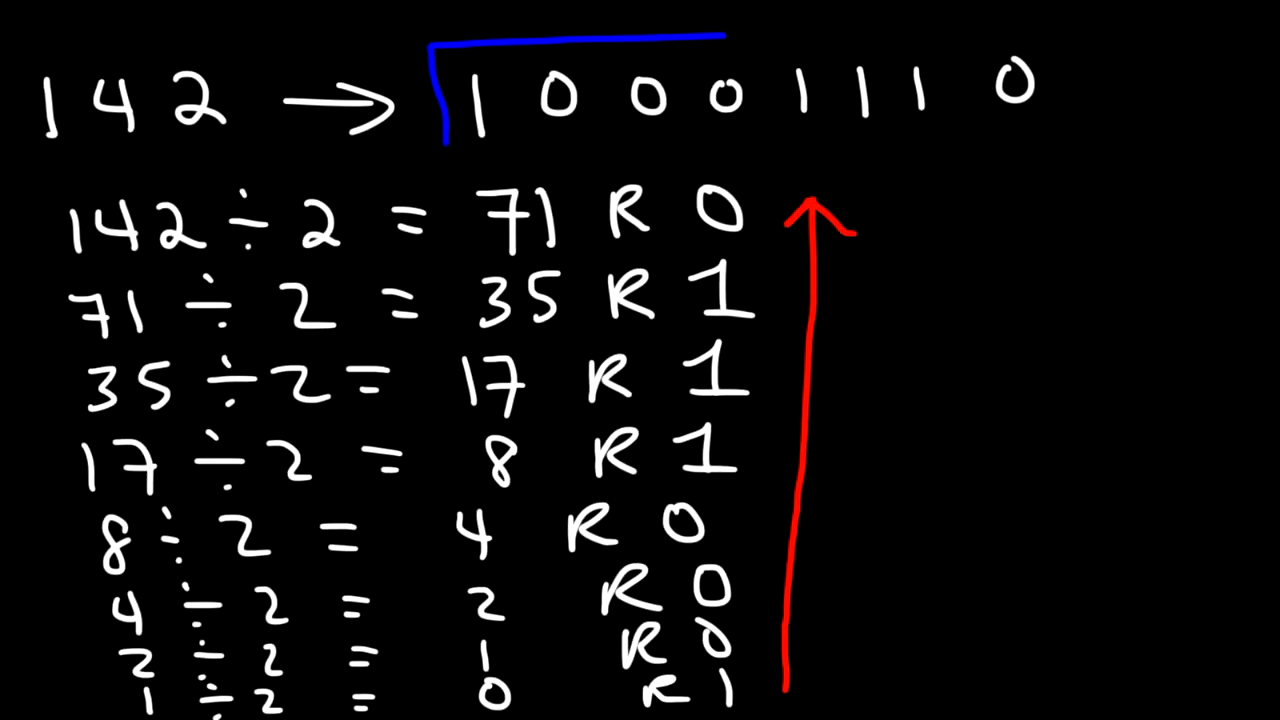 142 → 10001110
142 ÷ 2 = 71 R 0
71 ÷ 2 = 35 R 1
35 ÷ 2 = 17 R 1
17 ÷ 2 = 8 R 1
8 ÷ 2 = 4 R 0
4 ÷ 2 = 2 R 0
2 ÷ 2 = 1 R 0
1 ÷ 2 = 0 R 1